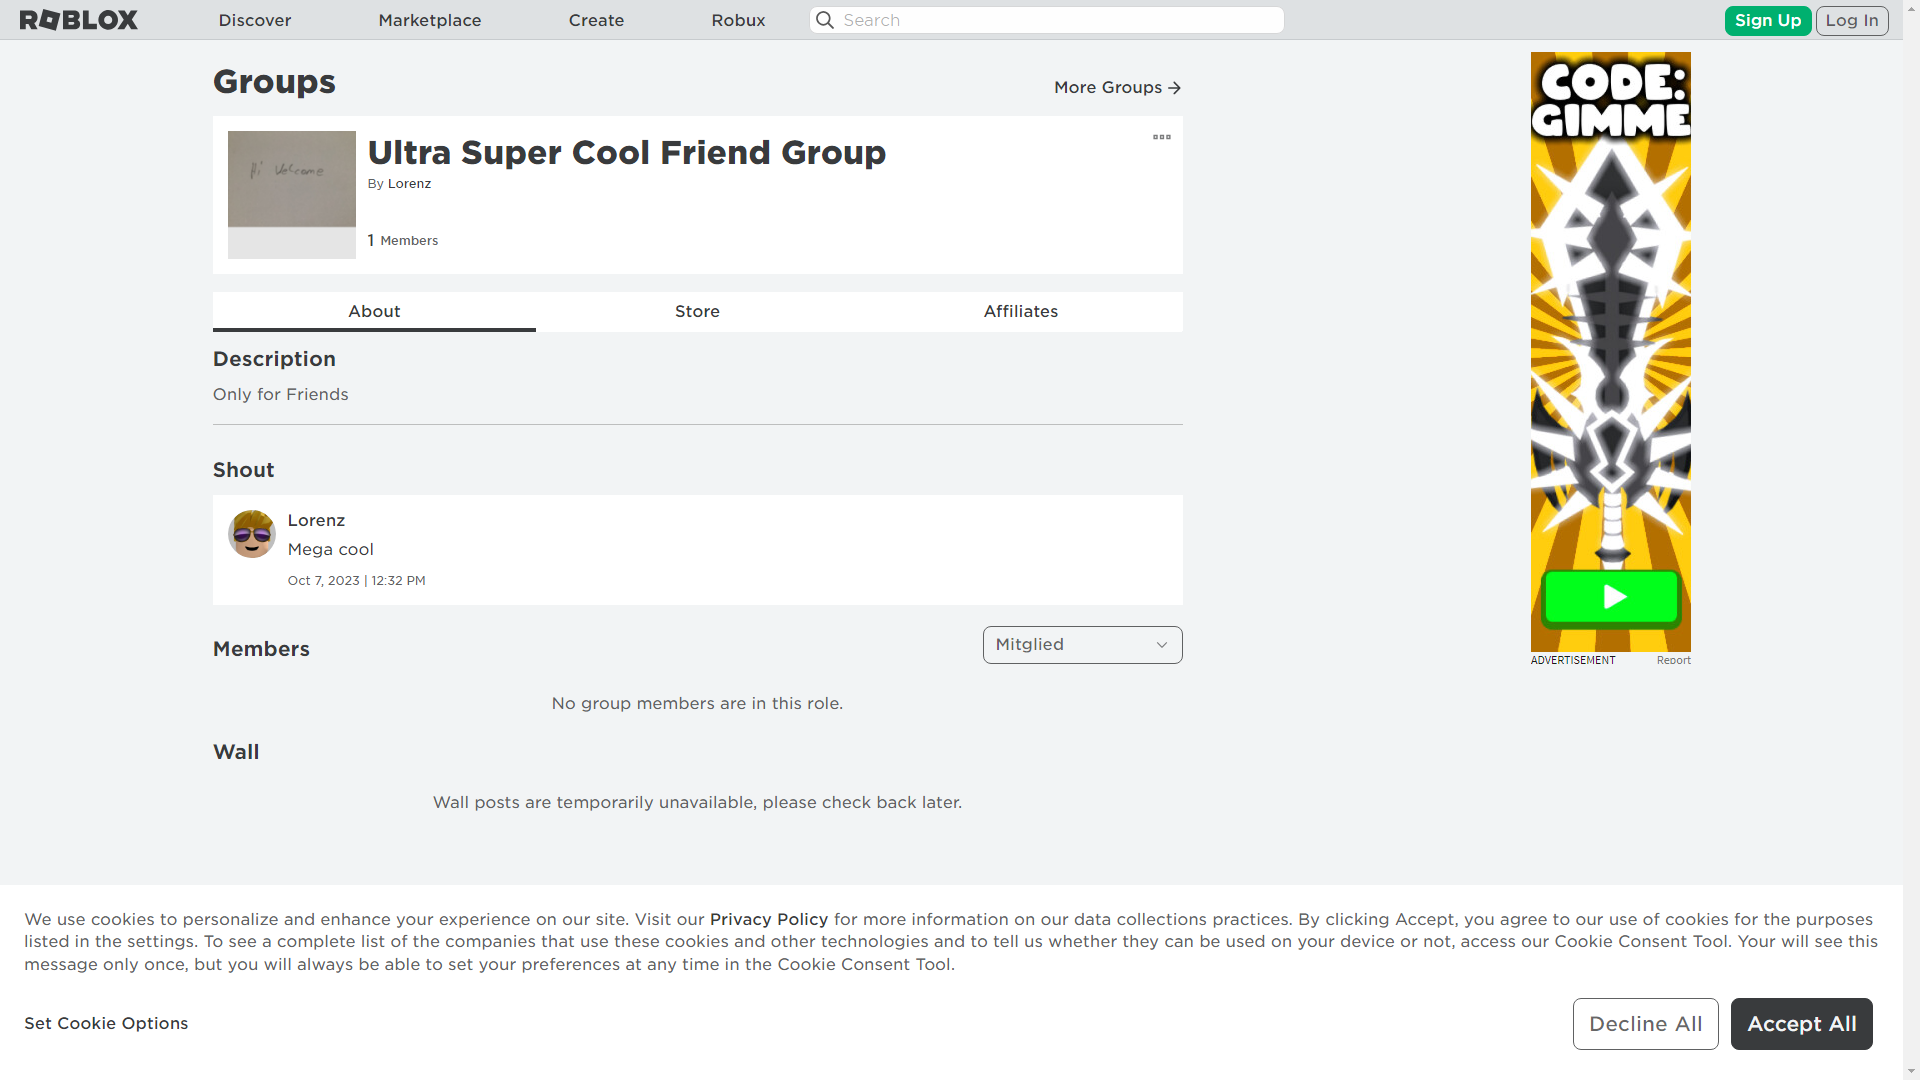 ROBLOX
Discover
Marketplace
Create
Robux
Search
Sign Up
Log In
Groups
More Groups
Hi Welcome
Ultra Super Cool Friend Group
By Lorenz
1 Members
CODE:
GIMME
About
Store
Affiliates
Description
Only for Friends
Shout
Lorenz
Mega cool
Oct 7, 2023 | 12:32 PM
Members
Mitglied
ADVERTISEMENT
Report
No group members are in this role.
Wall
Wall posts are temporarily unavailable, please check back later.
We use cookies to personalize and enhance your experience on our site. Visit our Privacy Policy for more information on our data collections practices. By clicking Accept, you agree to our use of cookies for the purposes
listed in the settings. To see a complete list of the companies that use these cookies and other technologies and to tell us whether they can be used on your device or not, access our Cookie Consent Tool. Your will see this
message only once, but you will always be able to set your preferences at any time in the Cookie Consent Tool.
Set Cookie Options
Decline All
Accept All